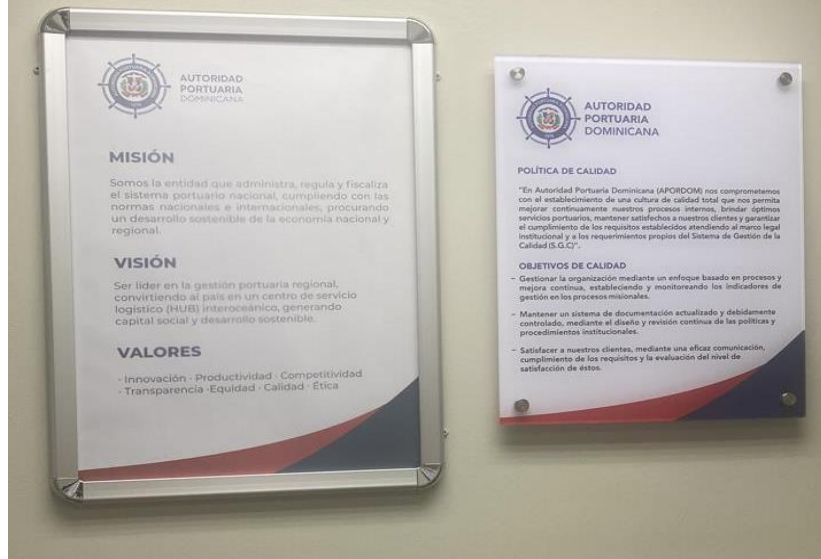 AUTORIDAD
PORTUARIA
DOMINICANA
MISIÓN
Somos la entidad que administra, regula y fiscaliza
el sistema portuario nacional, cumpliendo con las
normas nacionales e internacionales, procurando
un desarrollo sostenible de la economía nacional y
regional.
VISIÓN
Ser líder en la gestión portuaria regional,
convirtiendo al país en un centro de servicio
logístico (HUB) interoceánico, generando
capital social y desarrollo sostenible.
VALORES
· Innovación · Productividad · Competitividad
· Transparencia ·Equidad · Calidad · Ética
AUTORIDAD
PORTUARIA
DOMINICANA
POLÍTICA DE CALIDAD
"En Autoridad Portuaria Dominicana (APORDOM) nos comprometemos
con el establecimiento de una cultura de calidad total que nos permita
mejorar continuamente nuestros procesos internos, brindar óptimos
servicios portuarios, mantener satisfechos a nuestros clientes y garantizar
el cumplimiento de los requisitos establecidos atendiendo al marco legal
institucional y a los requerimientos propios del Sistema de Gestión de la
Calidad (S.G.C)".
OBJETIVOS DE CALIDAD
– Gestionar la organización mediante un enfoque basado en procesos y
mejora continua, estableciendo y monitoreando los indicadores de
gestión en los procesos misionales.
– Mantener un sistema de documentación actualizado y debidamente
controlado, mediante el diseño y revisión continua de las políticas y
procedimientos institucionales.
– Satisfacer a nuestros clientes, mediante una eficaz comunicación,
cumplimiento de los requisitos y la evaluación del nivel de
satisfacción de éstos.